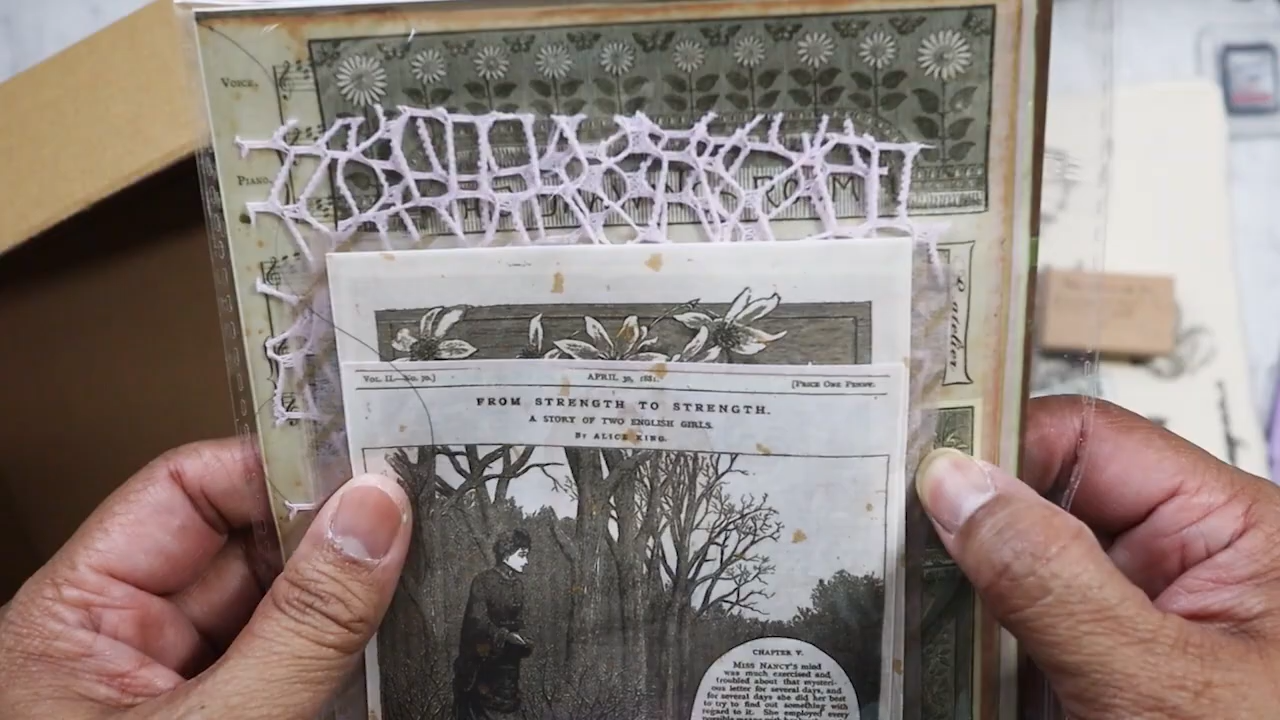 Voice.
Piano.
DRAWING ROOM
L'atelier
Vol. II.—No. 70.] APRIL 30, 1881. [Price One Penny.
FROM STRENGTH TO STRENGTH.
A STORY OF TWO ENGLISH GIRLS.
By ALICE KING.
CHAPTER V.
Miss Nancy's mind
was much exercised and
troubled about that mysteri-
ous letter for several days, and
for several days she did her best
to try to find out something with
regard to it. She employed every